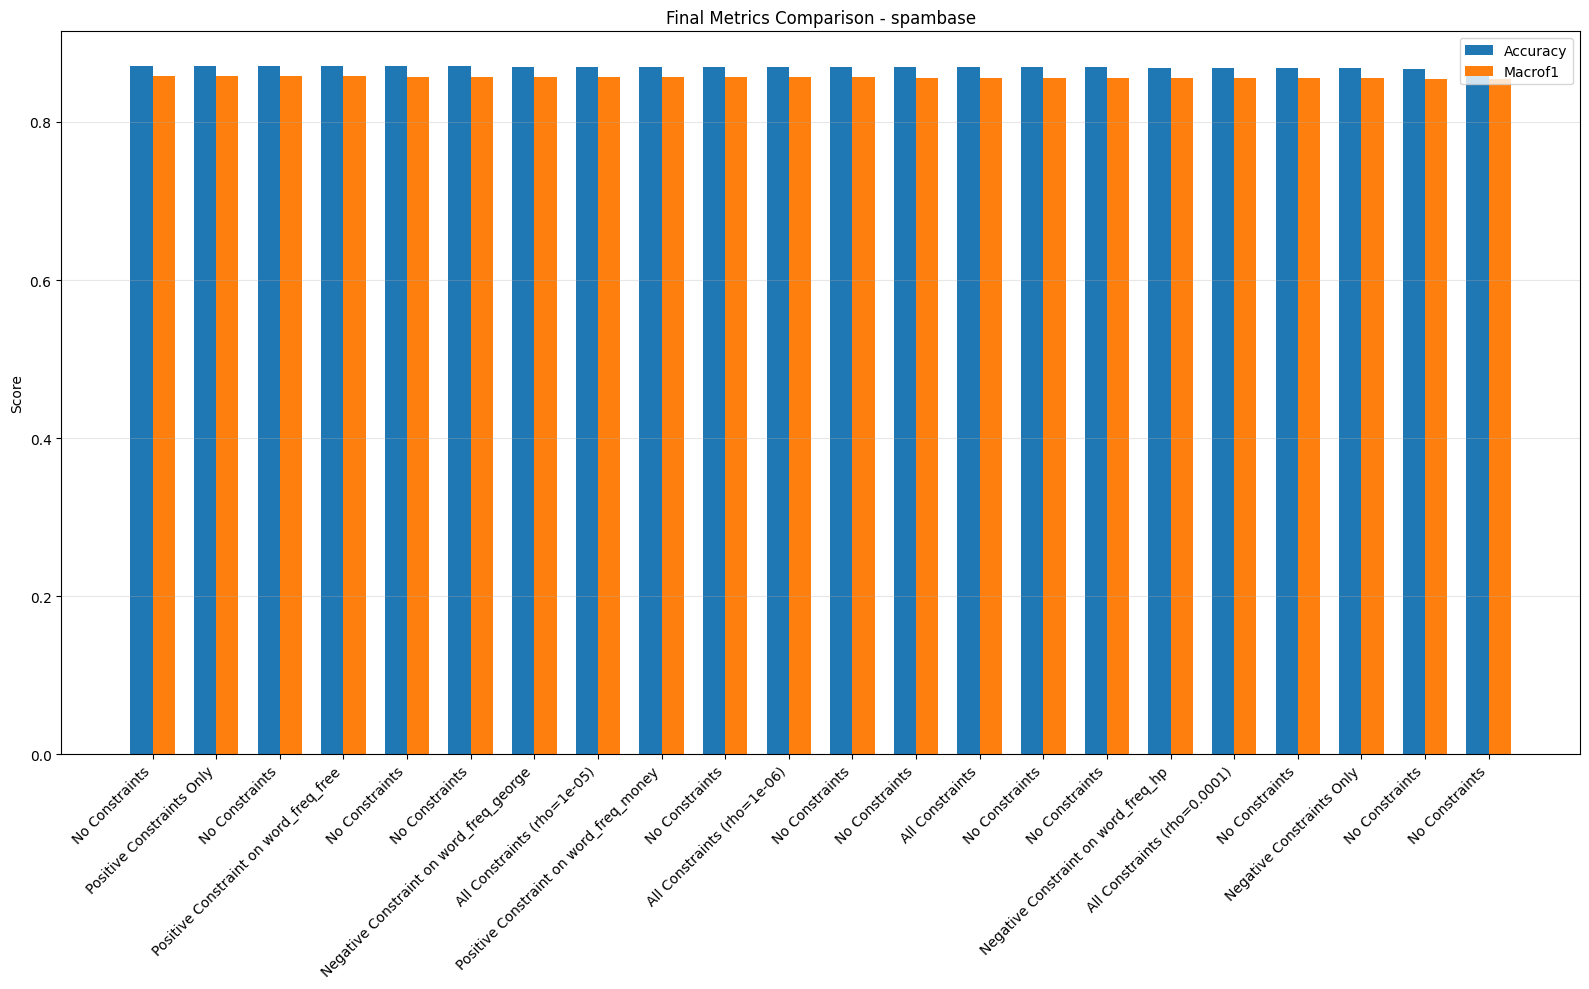 Final Metrics Comparison - spambase
Accuracy
Macrof1
Score
0.8
0.6
0.4
0.2
0.0
No Constraints
Positive Constraints Only
No Constraints
Positive Constraint on word_freq_free
No Constraints
No Constraints
Negative Constraint on word_freq_george
All Constraints (rho=1e-05)
Positive Constraint on word_freq_money
No Constraints
All Constraints (rho=1e-06)
No Constraints
No Constraints
All Constraints
No Constraints
No Constraints
Negative Constraint on word_freq_hp
All Constraints (rho=0.0001)
No Constraints
Negative Constraints Only
No Constraints
No Constraints